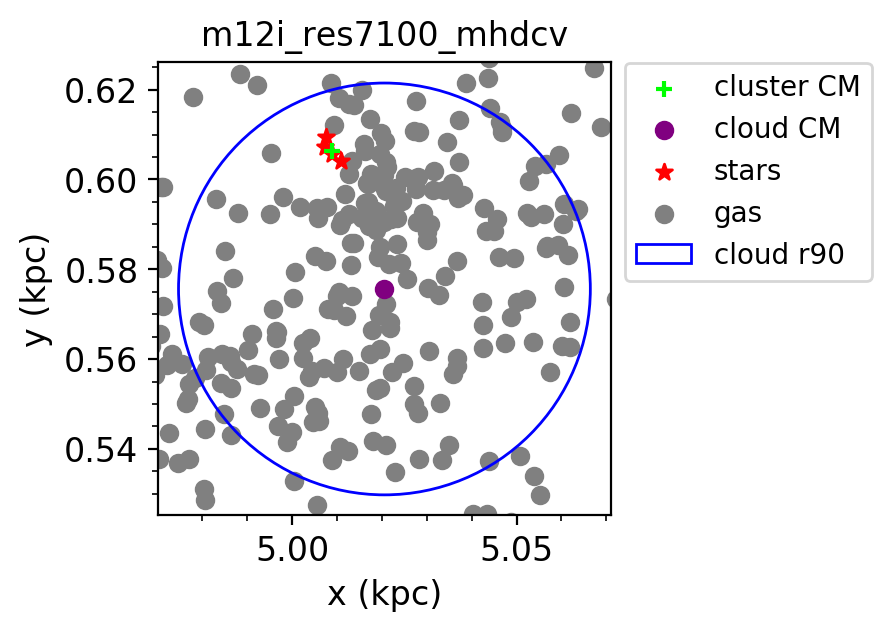 m12i_res7100_mhdcv
0.62
0.60
0.58
0.56
0.54
y (kpc)
5.00 5.05
x (kpc)
cluster CM
cloud CM
stars
gas
cloud r90